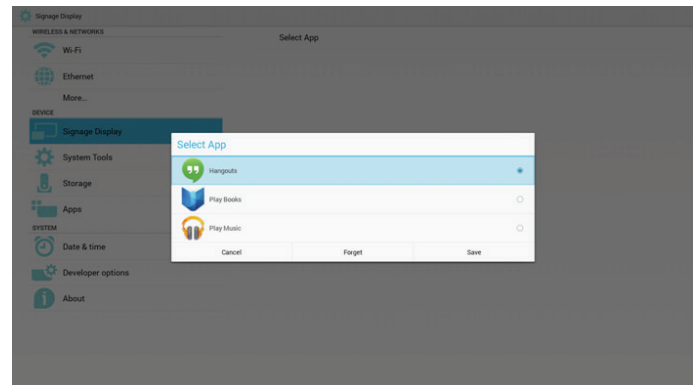 Signage Display
WIRELESS & NETWORKS
Wi-Fi
Ethernet
More...
DEVICE
Signage Display
System Tools
Storage
Apps
SYSTEM
Date & time
Developer options
About
Select App
Select App
Hangouts
Play Books
Play Music
Cancel Forget Save